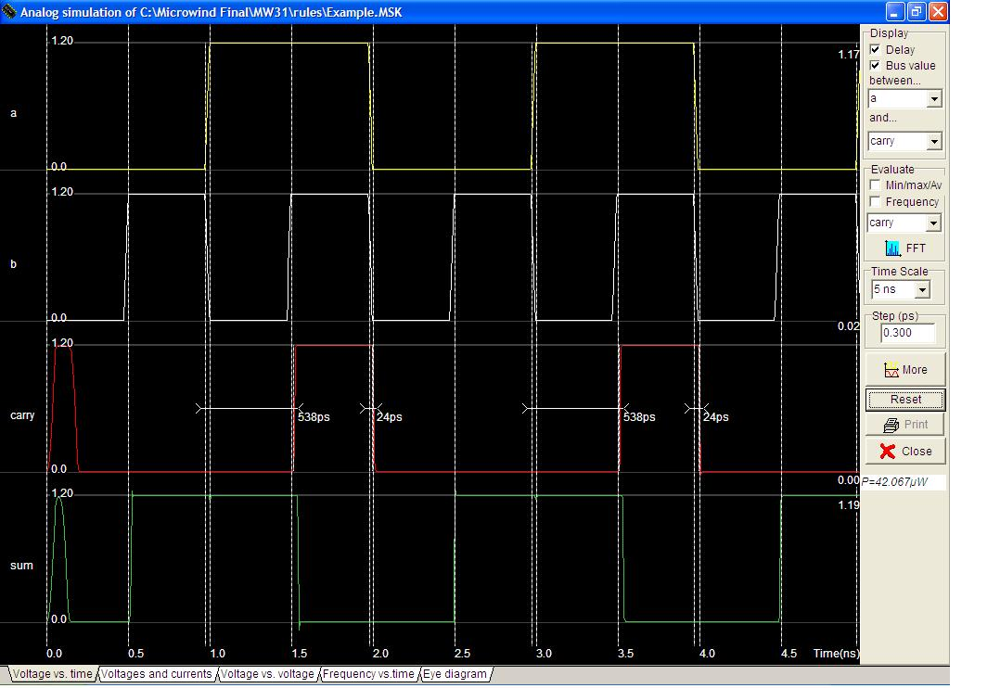 Analog simulation of C:\Microwind Final\MW31\rules\Example.MSK
a
1.20
0.0
1.17
b
1.20
0.0
0.02
carry
1.20
0.0
538ps
24ps
538ps
24ps
0.00
sum
1.20
0.0
1.19
0.0 0.5 1.0 1.5 2.0 2.5 3.0 3.5 4.0 4.5 Time(ns)
Voltage vs. time Voltages and currents Voltage vs. voltage Frequency vs.time Eye diagram
Display
Delay
Bus value
between...
a
and...
carry
Evaluate
Min/max/Av
Frequency
carry
FFT
Time Scale
5 ns
Step (ps)
0.300
More
Reset
Print
Close
P=42.067µW